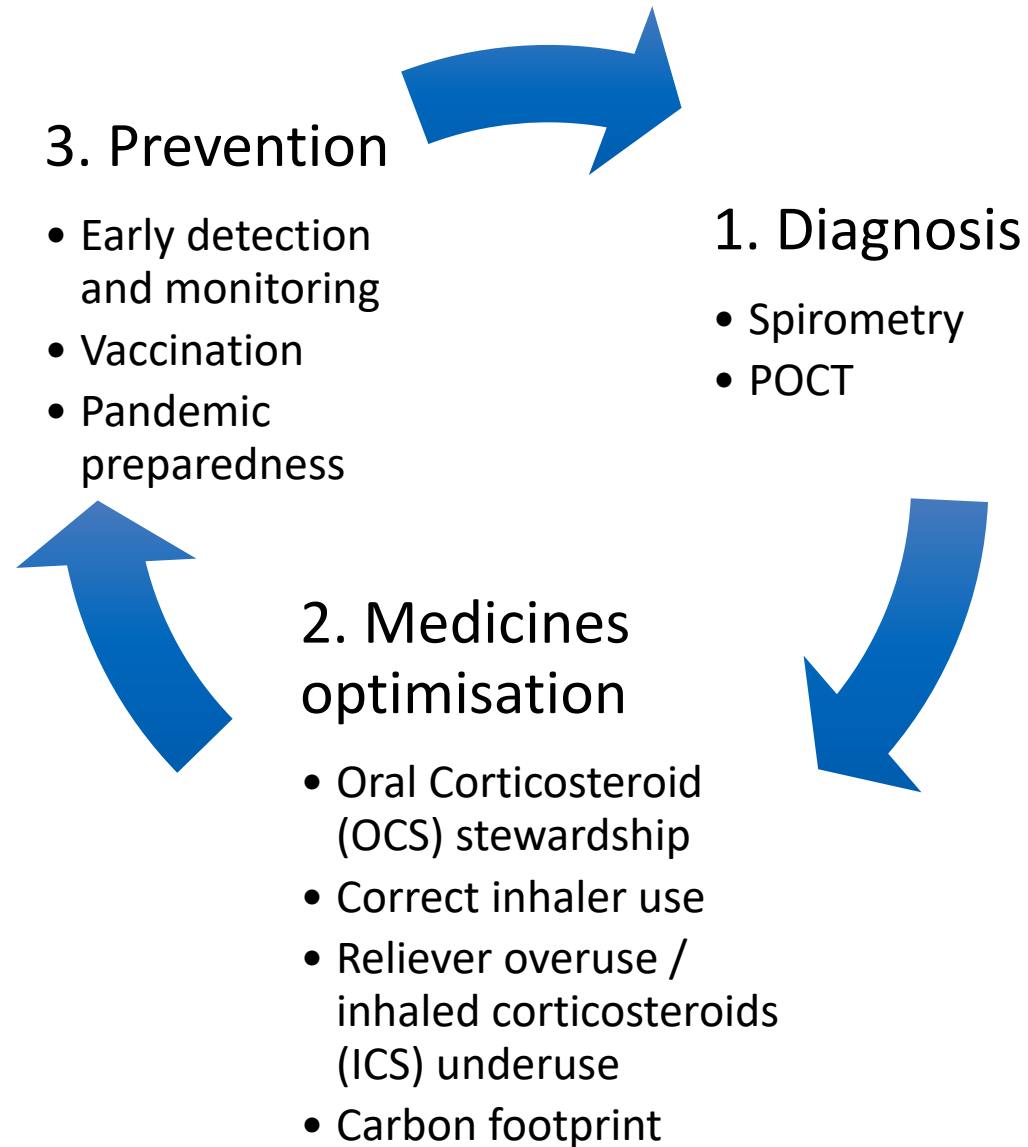 3. Prevention
• Early detection
and monitoring
• Vaccination
• Pandemic
preparedness
1. Diagnosis
• Spirometry
• POCT
2. Medicines
optimisation
• Oral Corticosteroid
(OCS) stewardship
• Correct inhaler use
• Reliever overuse /
inhaled corticosteroids
(ICS) underuse
• Carbon footprint